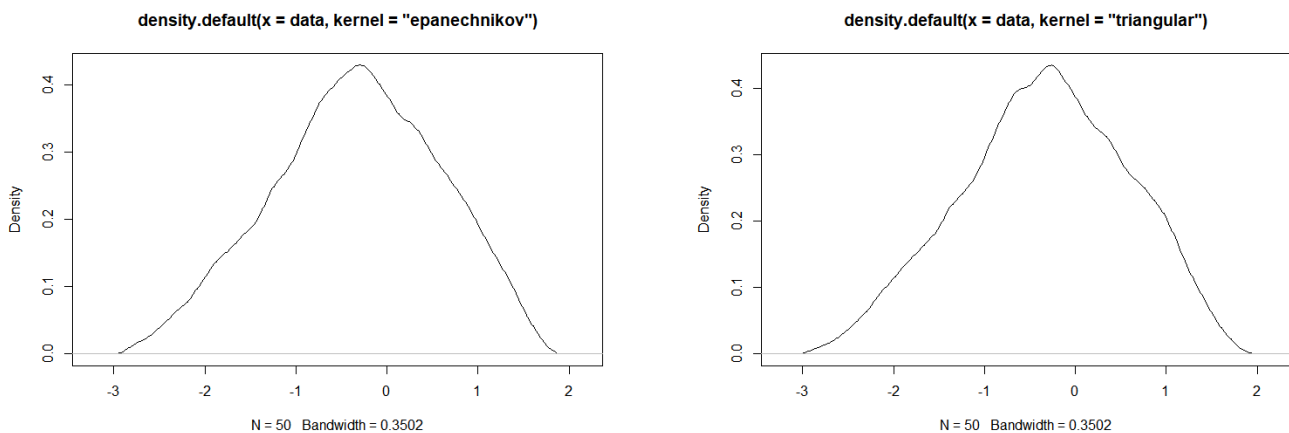 density.default(x = data, kernel = "epanechnikov")
Density
0.0 0.1 0.2 0.3 0.4
-3 -2 -1 0 1 2
N = 50 Bandwidth = 0.3502
density.default(x = data, kernel = "triangular")
Density
0.0 0.1 0.2 0.3 0.4
-3 -2 -1 0 1 2
N = 50 Bandwidth = 0.3502